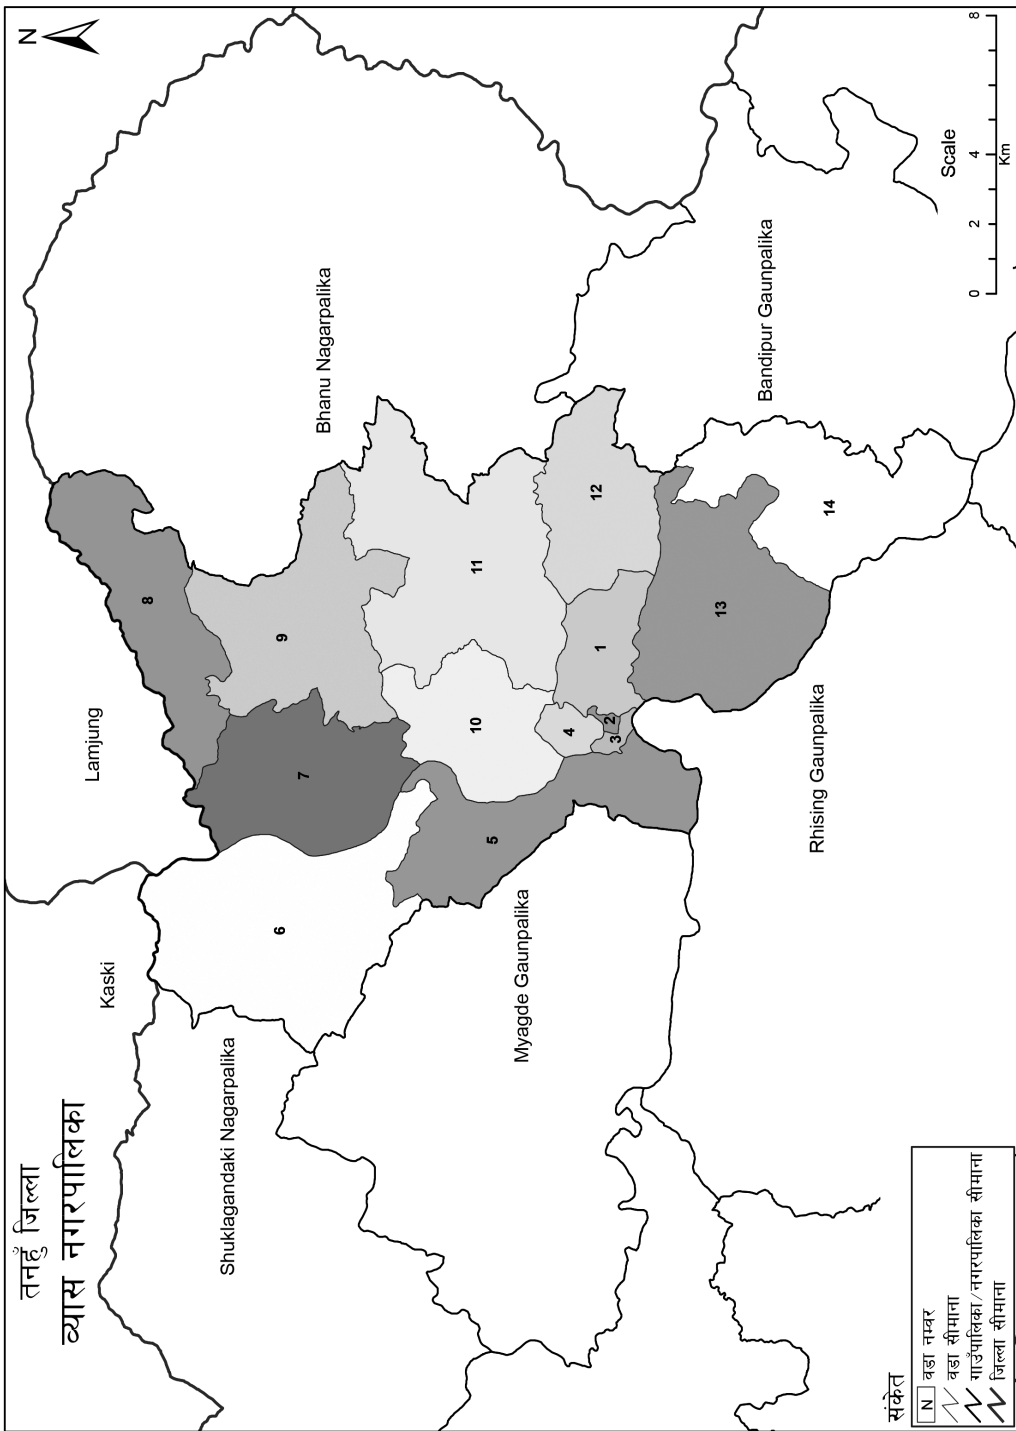 तनहुँ जिल्ला
व्यास नगरपालिका
N
Kaski
Lamjung
Shuklagandaki Nagarpalika
Bhanu Nagarpalika
Myagde Gaunpalika
Rhising Gaunpalika
Bandipur Gaunpalika
8
9
7
6
11
10
5
12
1
4
2
3
13
14
संकेत
N वडा नम्बर
वडा सीमाना
गाउँपालिका/नगरपालिका सीमाना
जिल्ला सीमाना
Scale
0 2 4 8
Km